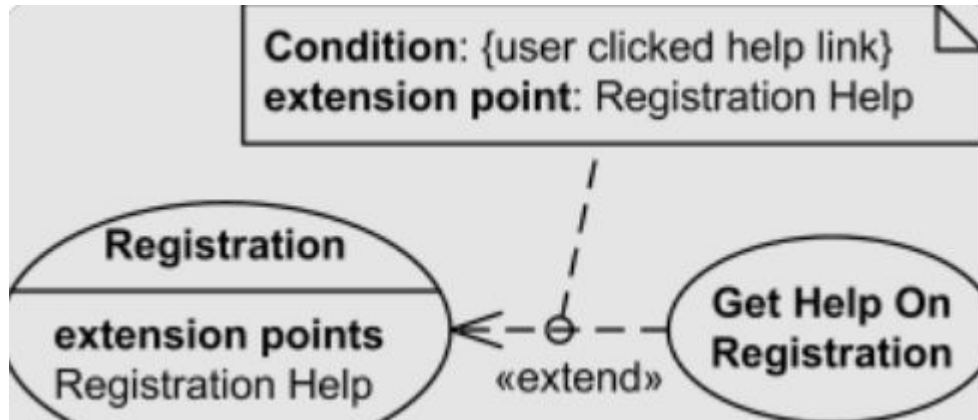 Condition: {user clicked help link}
extension point: Registration Help
Registration
extension points
Registration Help
«extend»
Get Help On
Registration